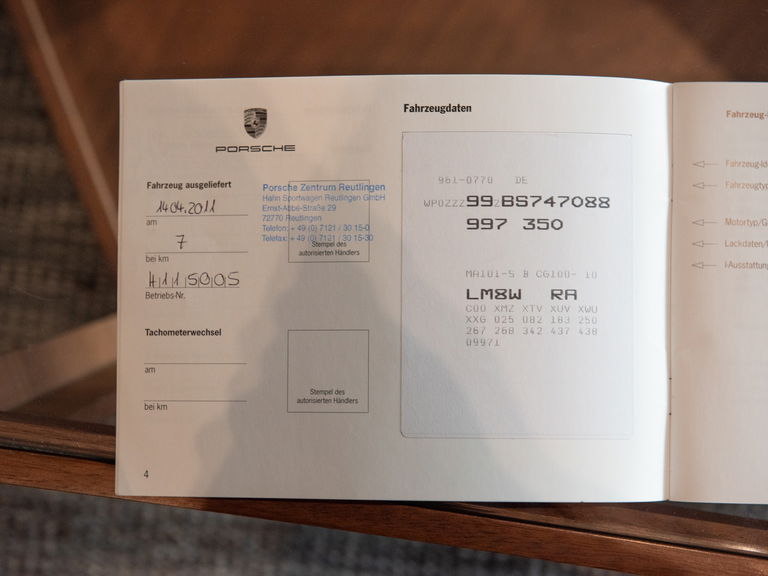 PORSCHE
Fahrzeug ausgeliefert
14.04.2011
am
7
bei km
4115005
Betriebs-Nr.
Porsche Zentrum Reutlingen
Hahn Sportwagen Reutlingen GmbH
Ernst-Abbé-Straße 29
72770 Reutlingen
Telefon: + 49 (0) 7121 / 30 15-0
Telefax: + 49 (0) 7121 / 30 15-30
Stempel des
autorisierten Händlers
Tachometerwechsel
am
bei km
Stempel des
autorisierten Händlers
4
Fahrzeugdaten
961-0770 DE
WP0ZZZ99ZBS747088
997 350
MA101-S B CG100- 10
LM8W RA
C00 XMZ XTV XUV XWU
XXG 025 082 183 250
267 268 342 437 438
09971
Fahrzeug-
Fahrzeug-Id
Fahrzeugtyp
Motortyp/G
Lackdaten/
I-Ausstattung